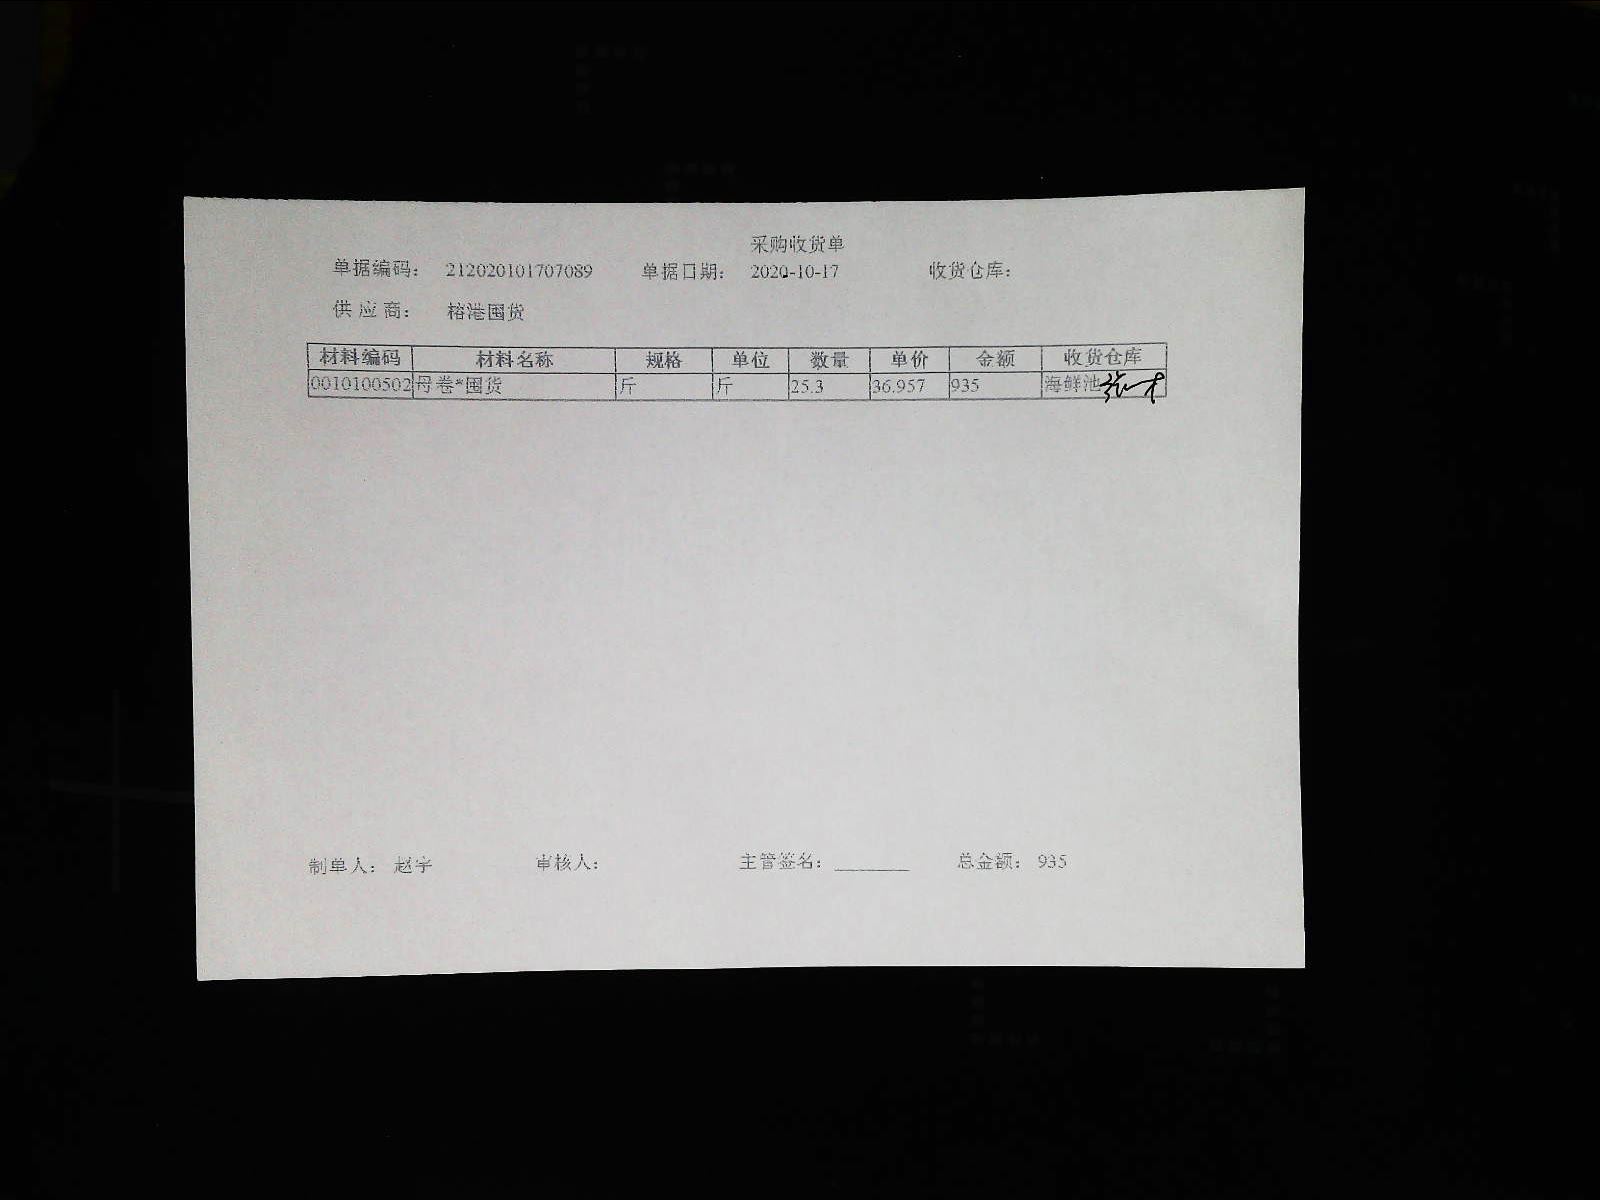 采购收货单
单据编码： 212020101707089 单据日期： 2020-10-17 收货仓库：
供应商： 榕港囤货
材料编码 材料名称 规格 单位 数量 单价 金额 收货仓库
0010100502 母卷*囤货 斤 斤 25.3 36.957 935 海鲜池
制单人： 赵宇 审核人： 主管签名： 总金额： 935